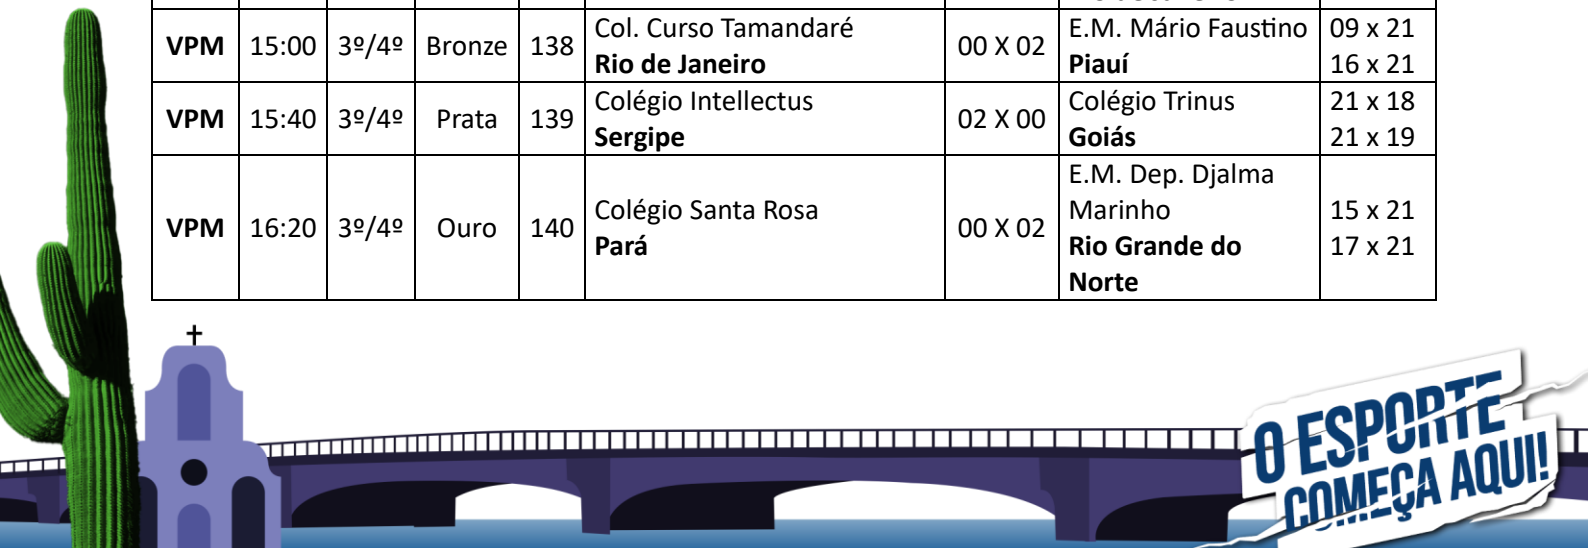 VPM 15:00 3º/4º Bronze 138 Col. Curso Tamandaré 00 X 02 E.M. Mário Faustino 09 x 21
Rio de Janeiro Piauí 16 x 21
VPM 15:40 3º/4º Prata 139 Colégio Intellectus 02 X 00 Colégio Trinus 21 x 18
Sergipe Goiás 21 x 19
VPM 16:20 3º/4º Ouro 140 Colégio Santa Rosa 00 X 02 E.M. Dep. Djalma
Marinho 15 x 21
Pará Rio Grande do 17 x 21
Norte
O ESPORTE
COMEÇA AQUI!